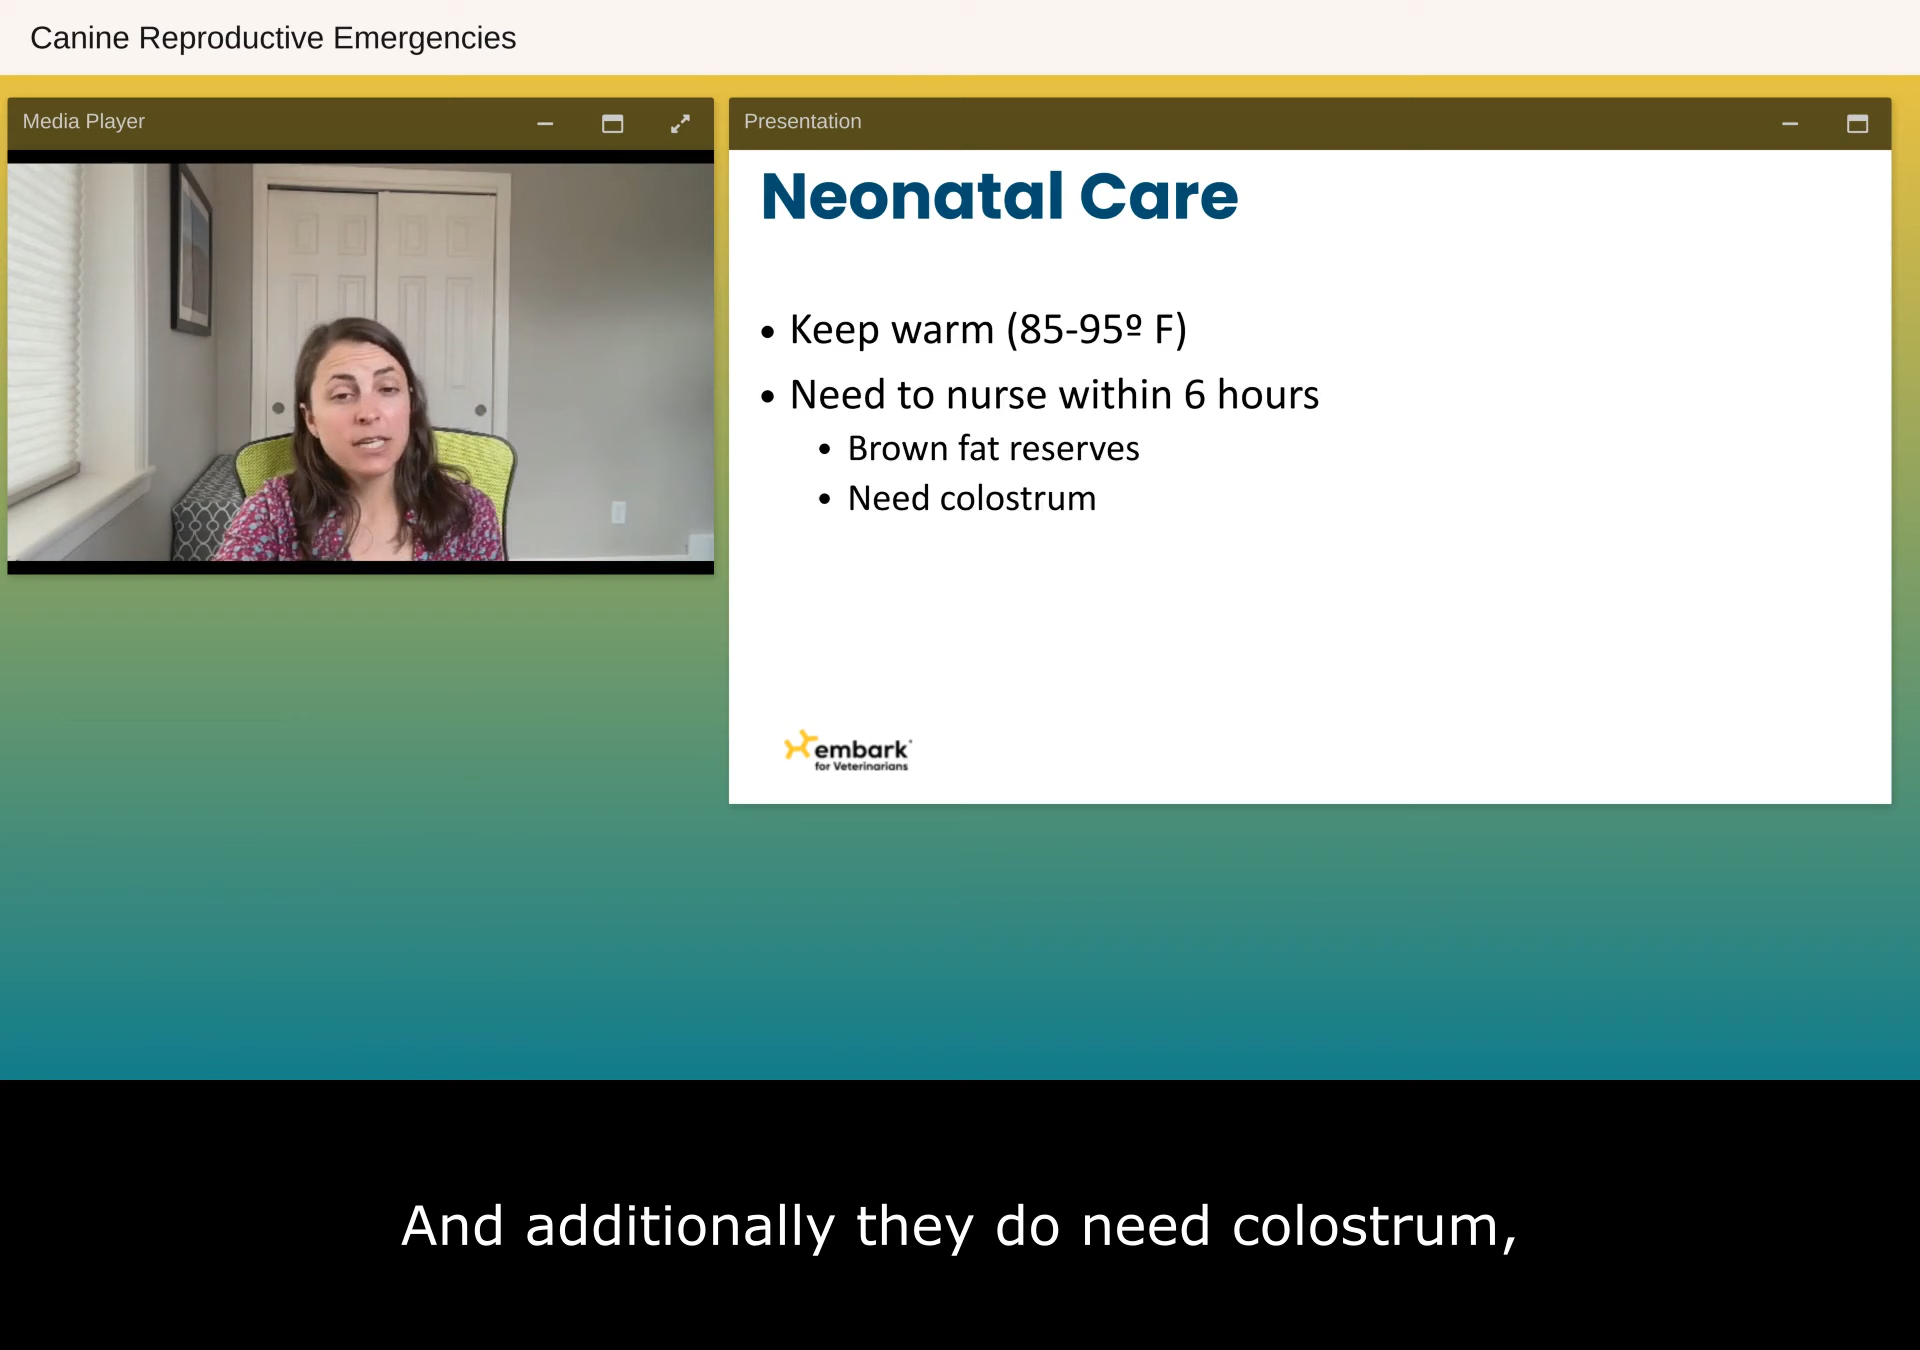 Canine Reproductive Emergencies
Media Player
Presentation
Neonatal Care
• Keep warm (85-95º F)
• Need to nurse within 6 hours
• Brown fat reserves
• Need colostrum
embark
for Veterinarians
And additionally they do need colostrum,